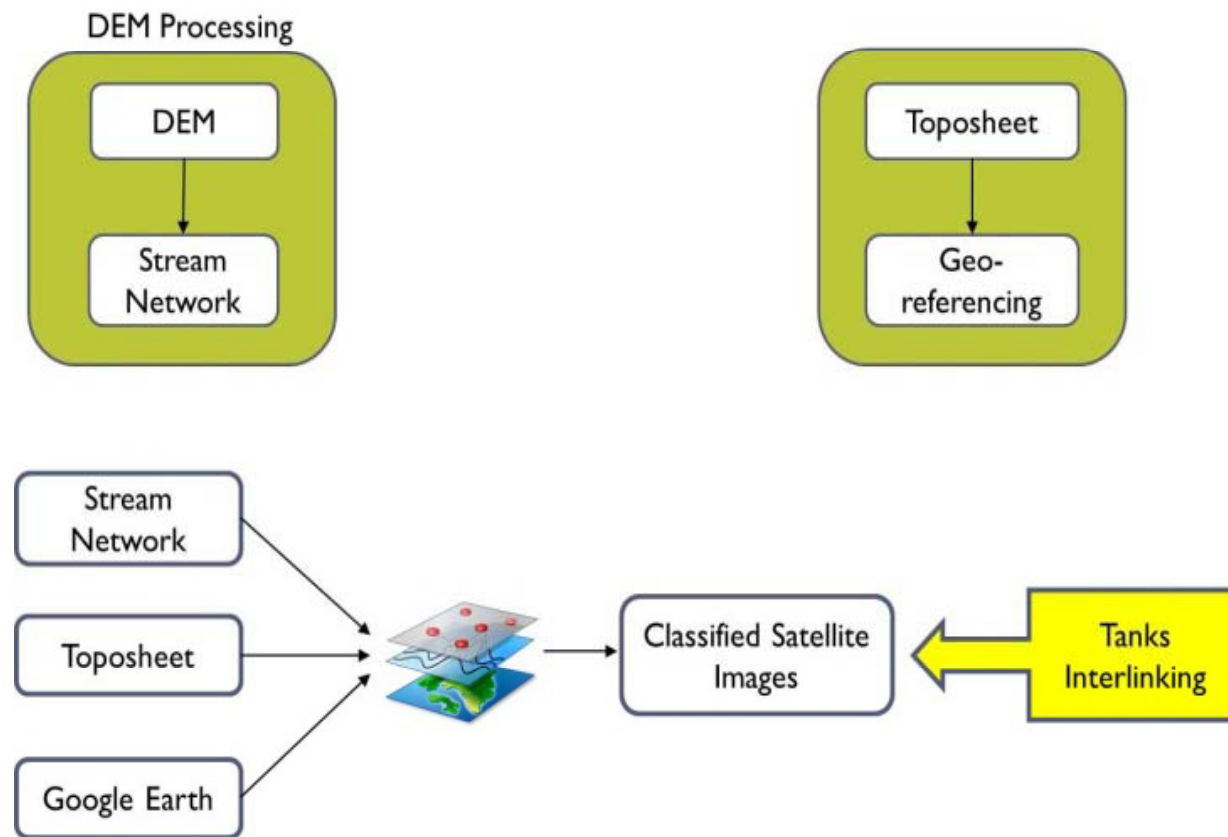 DEM Processing
DEM
Stream
Network
Toposheet
Geo-
referencing
Stream
Network
Toposheet
Google Earth
Classified Satellite
Images
Tanks
Interlinking